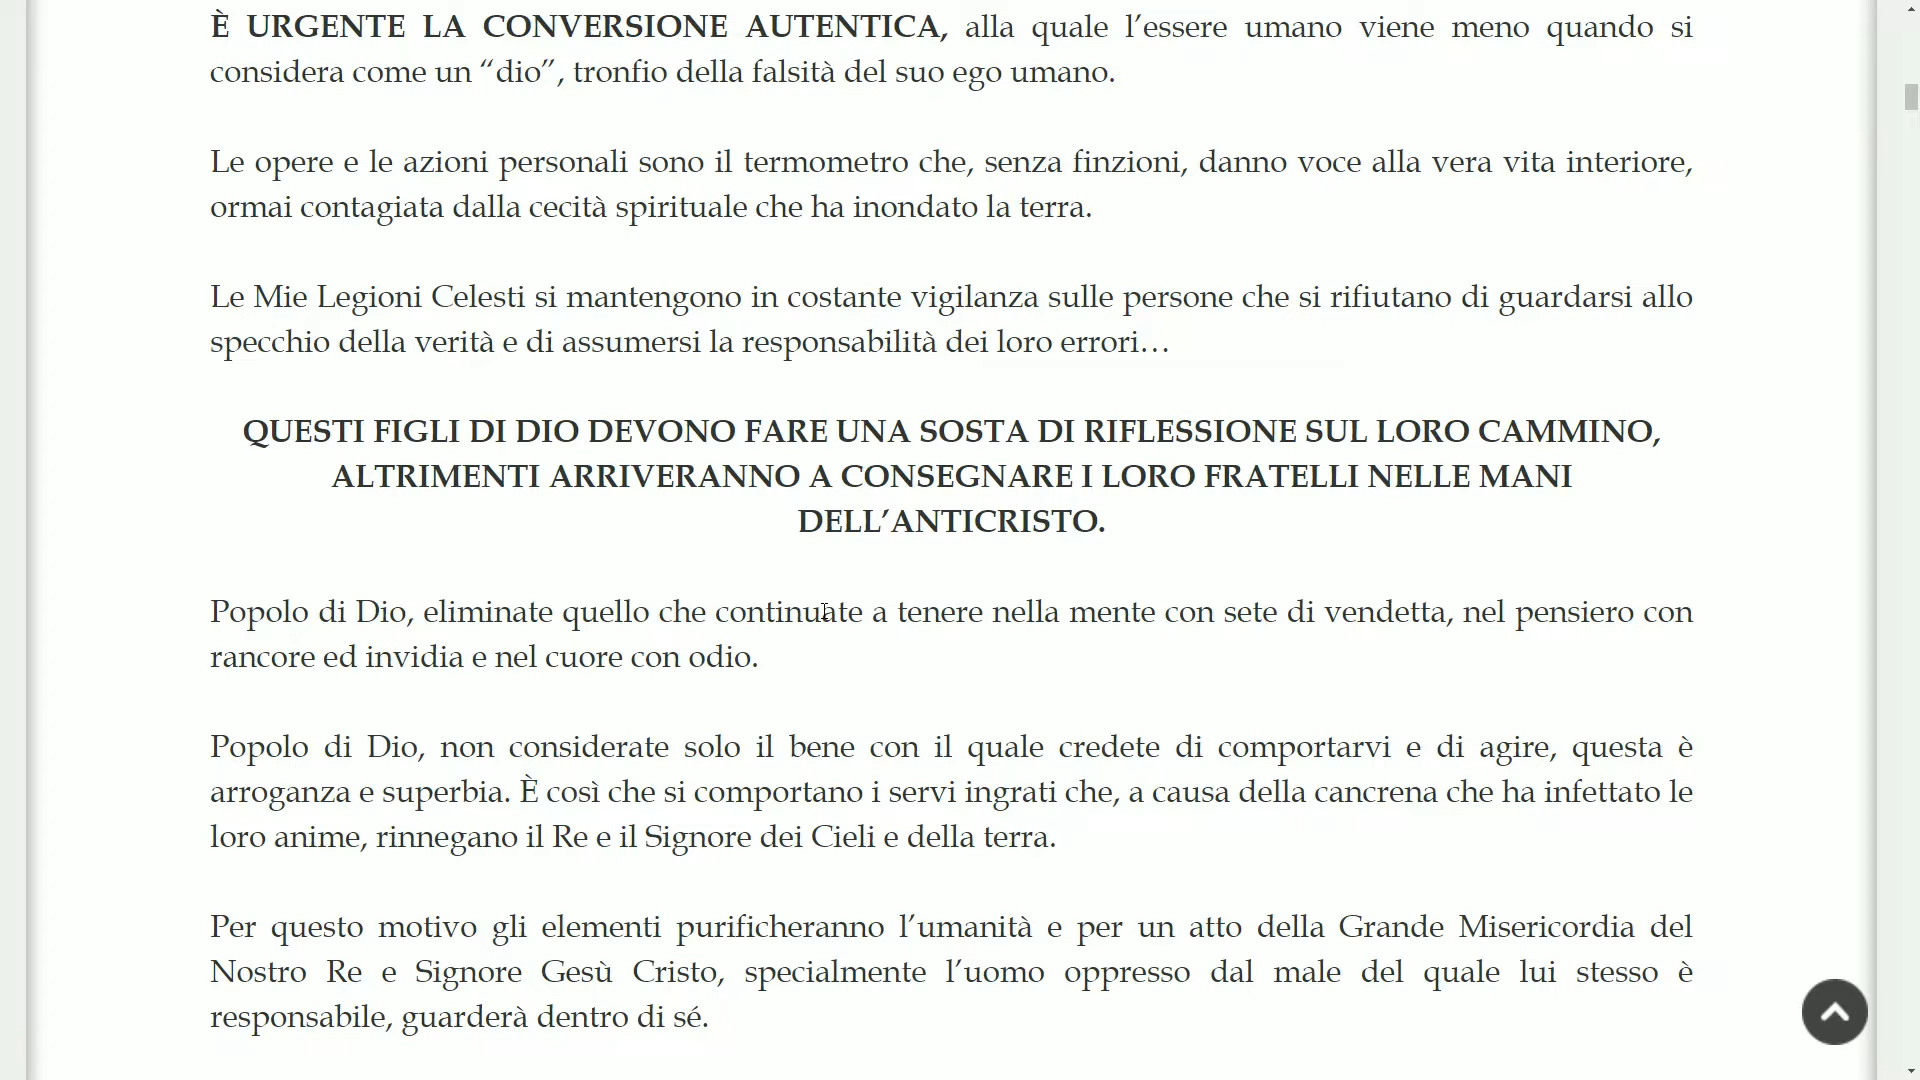 È URGENTE LA CONVERSIONE AUTENTICA, alla quale l’essere umano viene meno quando si
considera come un “dio”, tronfio della falsità del suo ego umano.
Le opere e le azioni personali sono il termometro che, senza finzioni, danno voce alla vera vita interiore,
ormai contagiata dalla cecità spirituale che ha inondato la terra.
Le Mie Legioni Celesti si mantengono in costante vigilanza sulle persone che si rifiutano di guardarsi allo
specchio della verità e di assumersi la responsabilità dei loro errori…
QUESTI FIGLI DI DIO DEVONO FARE UNA SOSTA DI RIFLESSIONE SUL LORO CAMMINO,
ALTRIMENTI ARRIVERANNO A CONSEGNARE I LORO FRATELLI NELLE MANI
DELL’ANTICRISTO.
Popolo di Dio, eliminate quello che continuate a tenere nella mente con sete di vendetta, nel pensiero con
rancore ed invidia e nel cuore con odio.
Popolo di Dio, non considerate solo il bene con il quale credete di comportarvi e di agire, questa è
arroganza e superbia. È così che si comportano i servi ingrati che, a causa della cancrena che ha infettato le
loro anime, rinnegano il Re e il Signore dei Cieli e della terra.
Per questo motivo gli elementi purificheranno l’umanità e per un atto della Grande Misericordia del
Nostro Re e Signore Gesù Cristo, specialmente l’uomo oppresso dal male del quale lui stesso è
responsabile, guarderà dentro di sé.